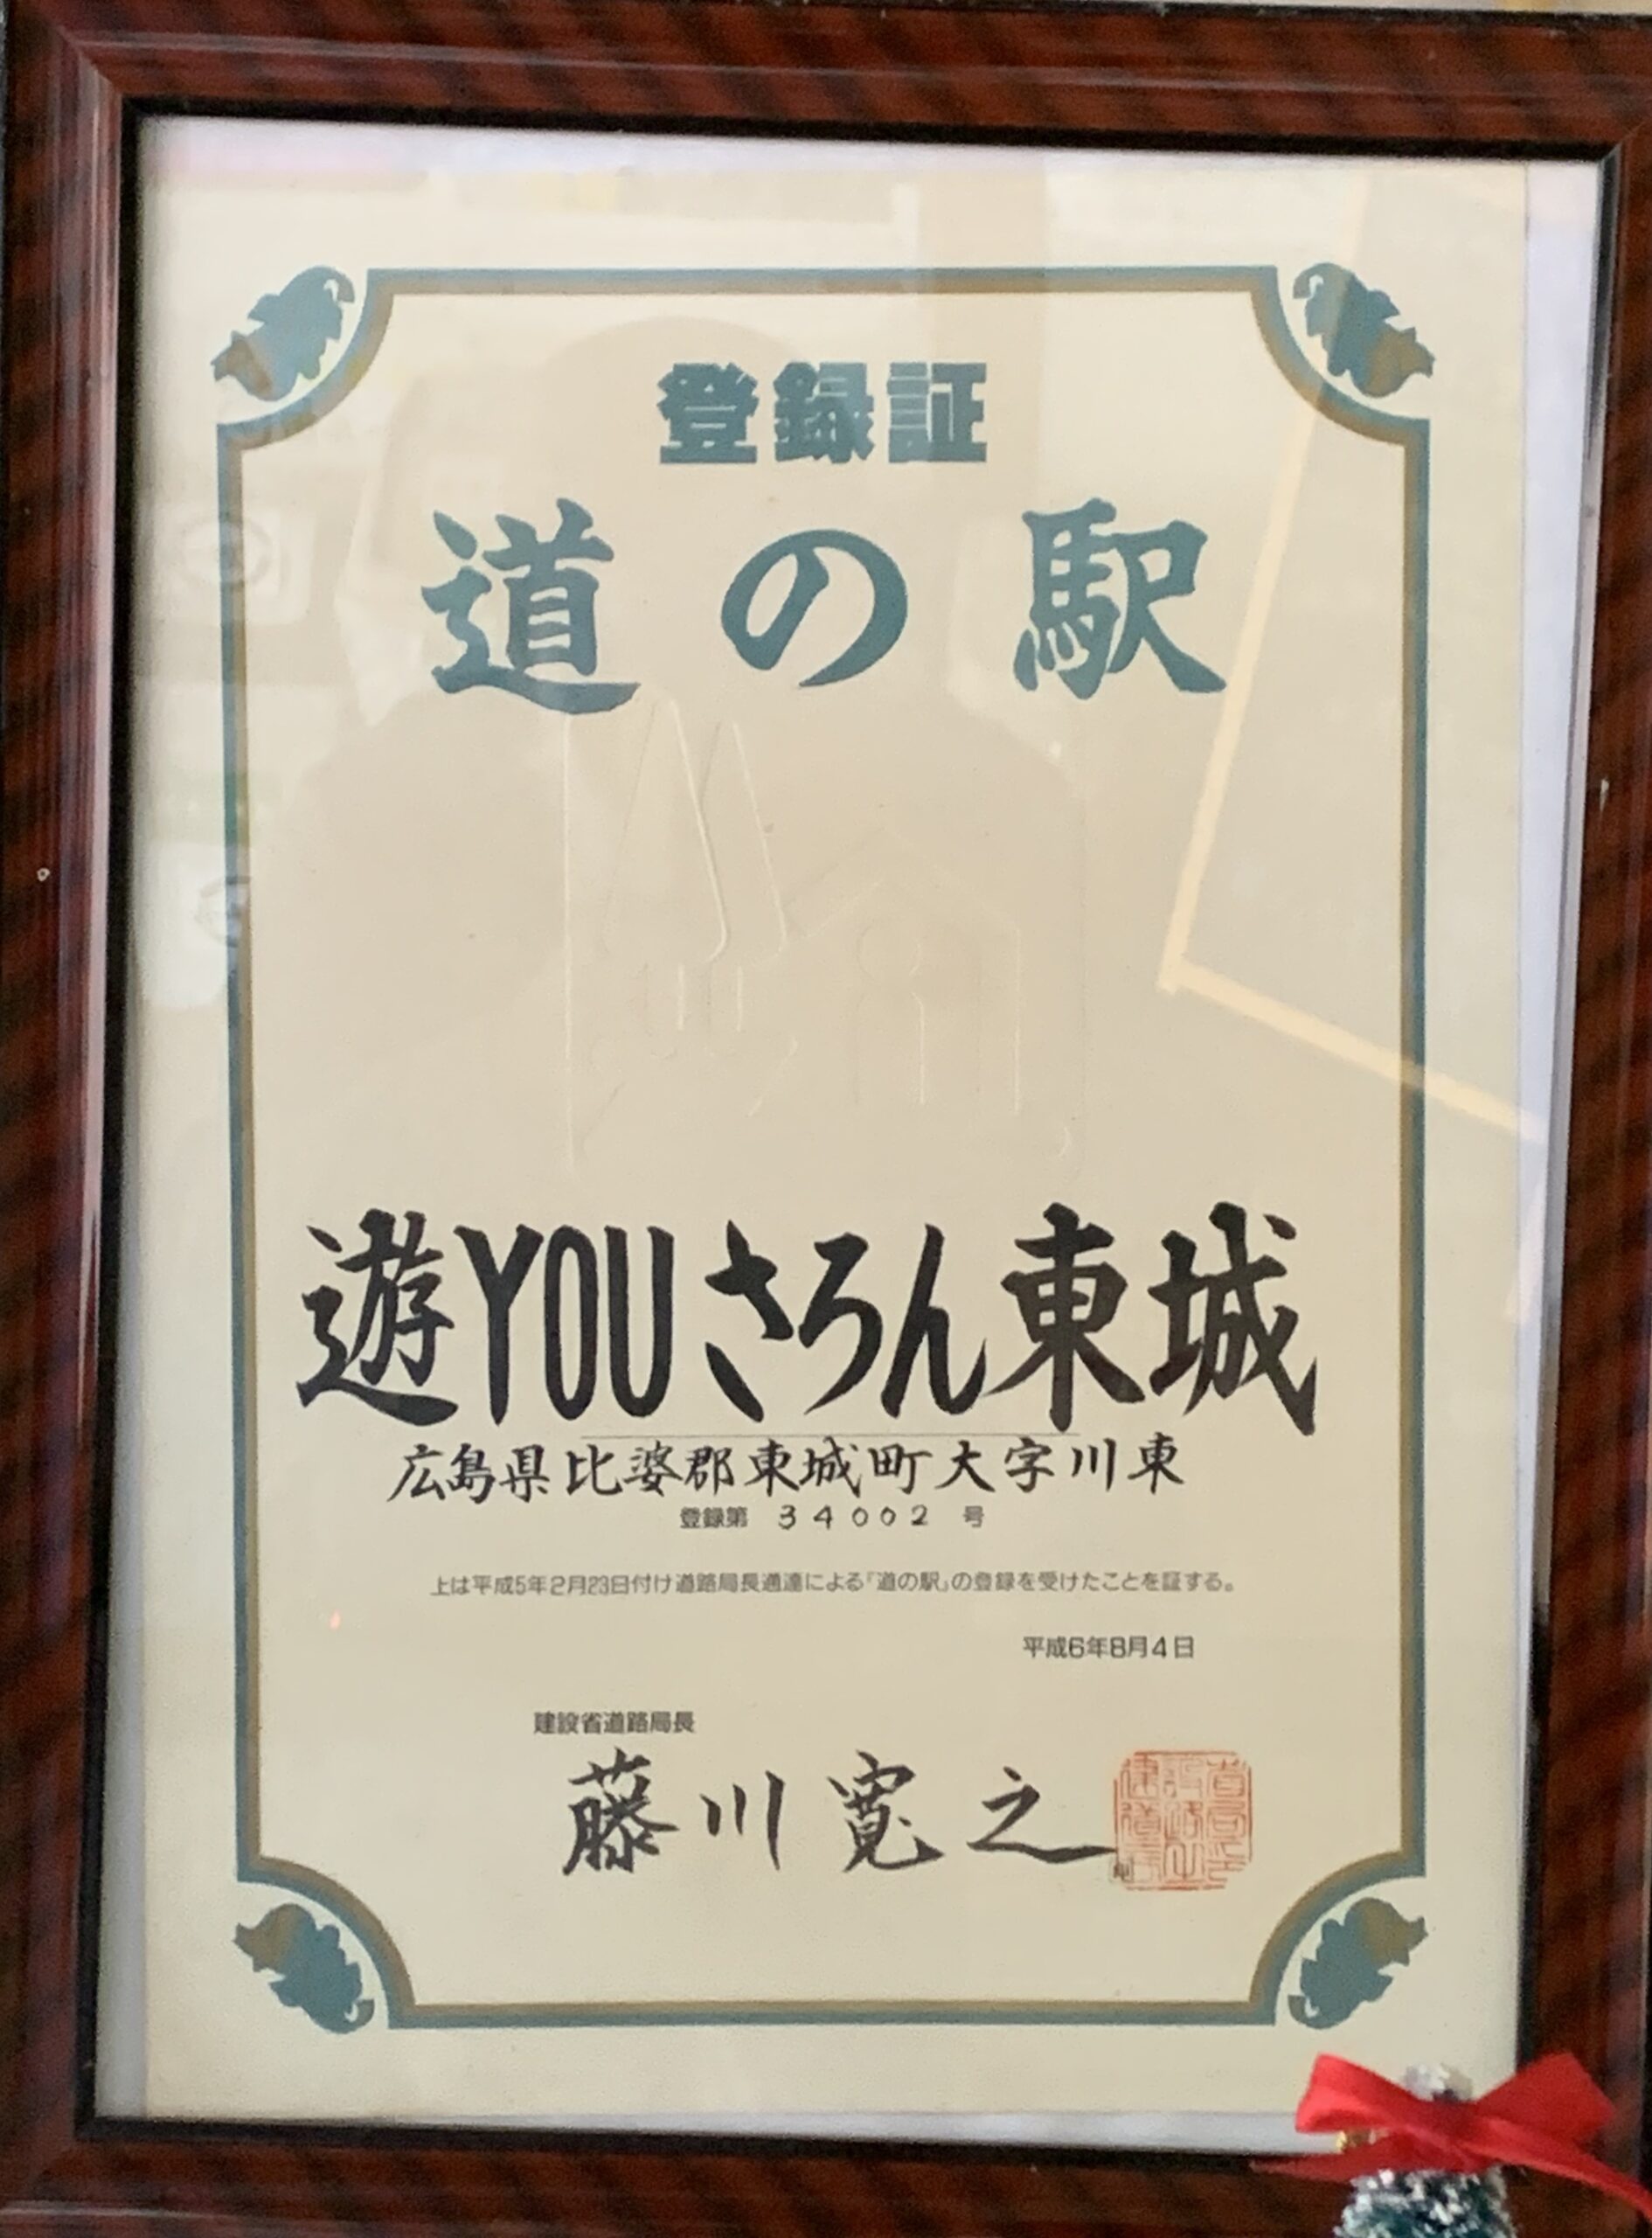 登録証
道の駅
遊YOUさろん東城
広島県比婆郡東城町大字川東
登録第 34002 号
上は平成5年2月23日付け道路局長通達による「道の駅」の登録を受けたことを証する。
平成6年8月4日
建設省道路局長
藤川寛之